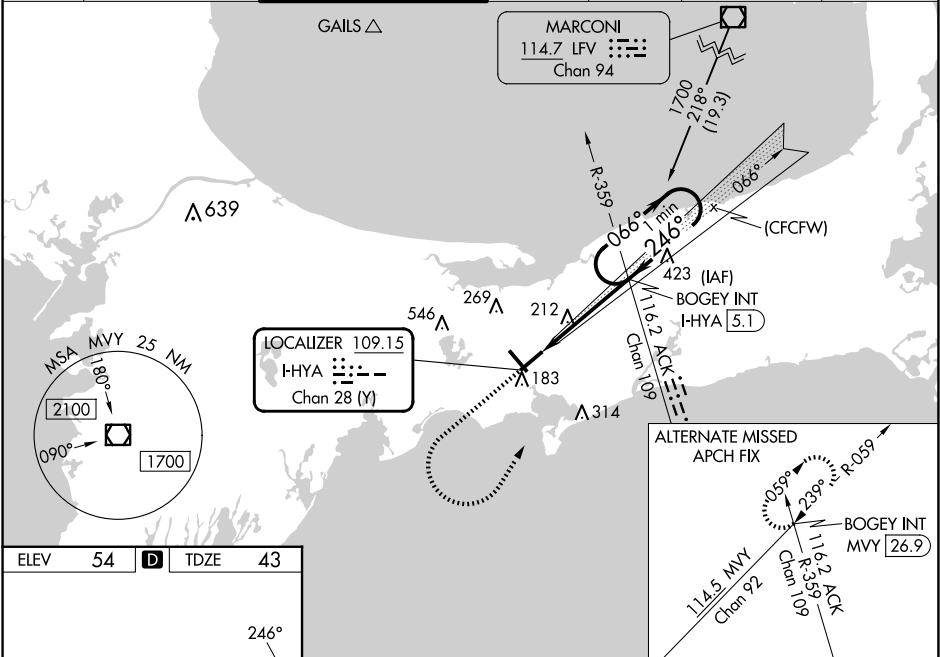 GAILS
MARCONI
114.7 LFV
Chan 94
1700
218°
(19.3)
R-359
066°
1 min
246°
066°
(CFCFW)
639
423
(IAF)
BOGEY INT
I-HYA 5.1
269
546
212
116.2 ACK
Chan 109
LOCALIZER 109.15
I-HYA
Chan 28 (Y)
183
314
MSA MVY 25 NM
180°
2100
090°
1700
ALTERNATE MISSED
APCH FIX
R-059
059°
239°
BOGEY INT
MVY 26.9
116.2 ACK
R-359
Chan 109
114.5 MVY
Chan 92
ELEV 54 D TDZE 43
246°